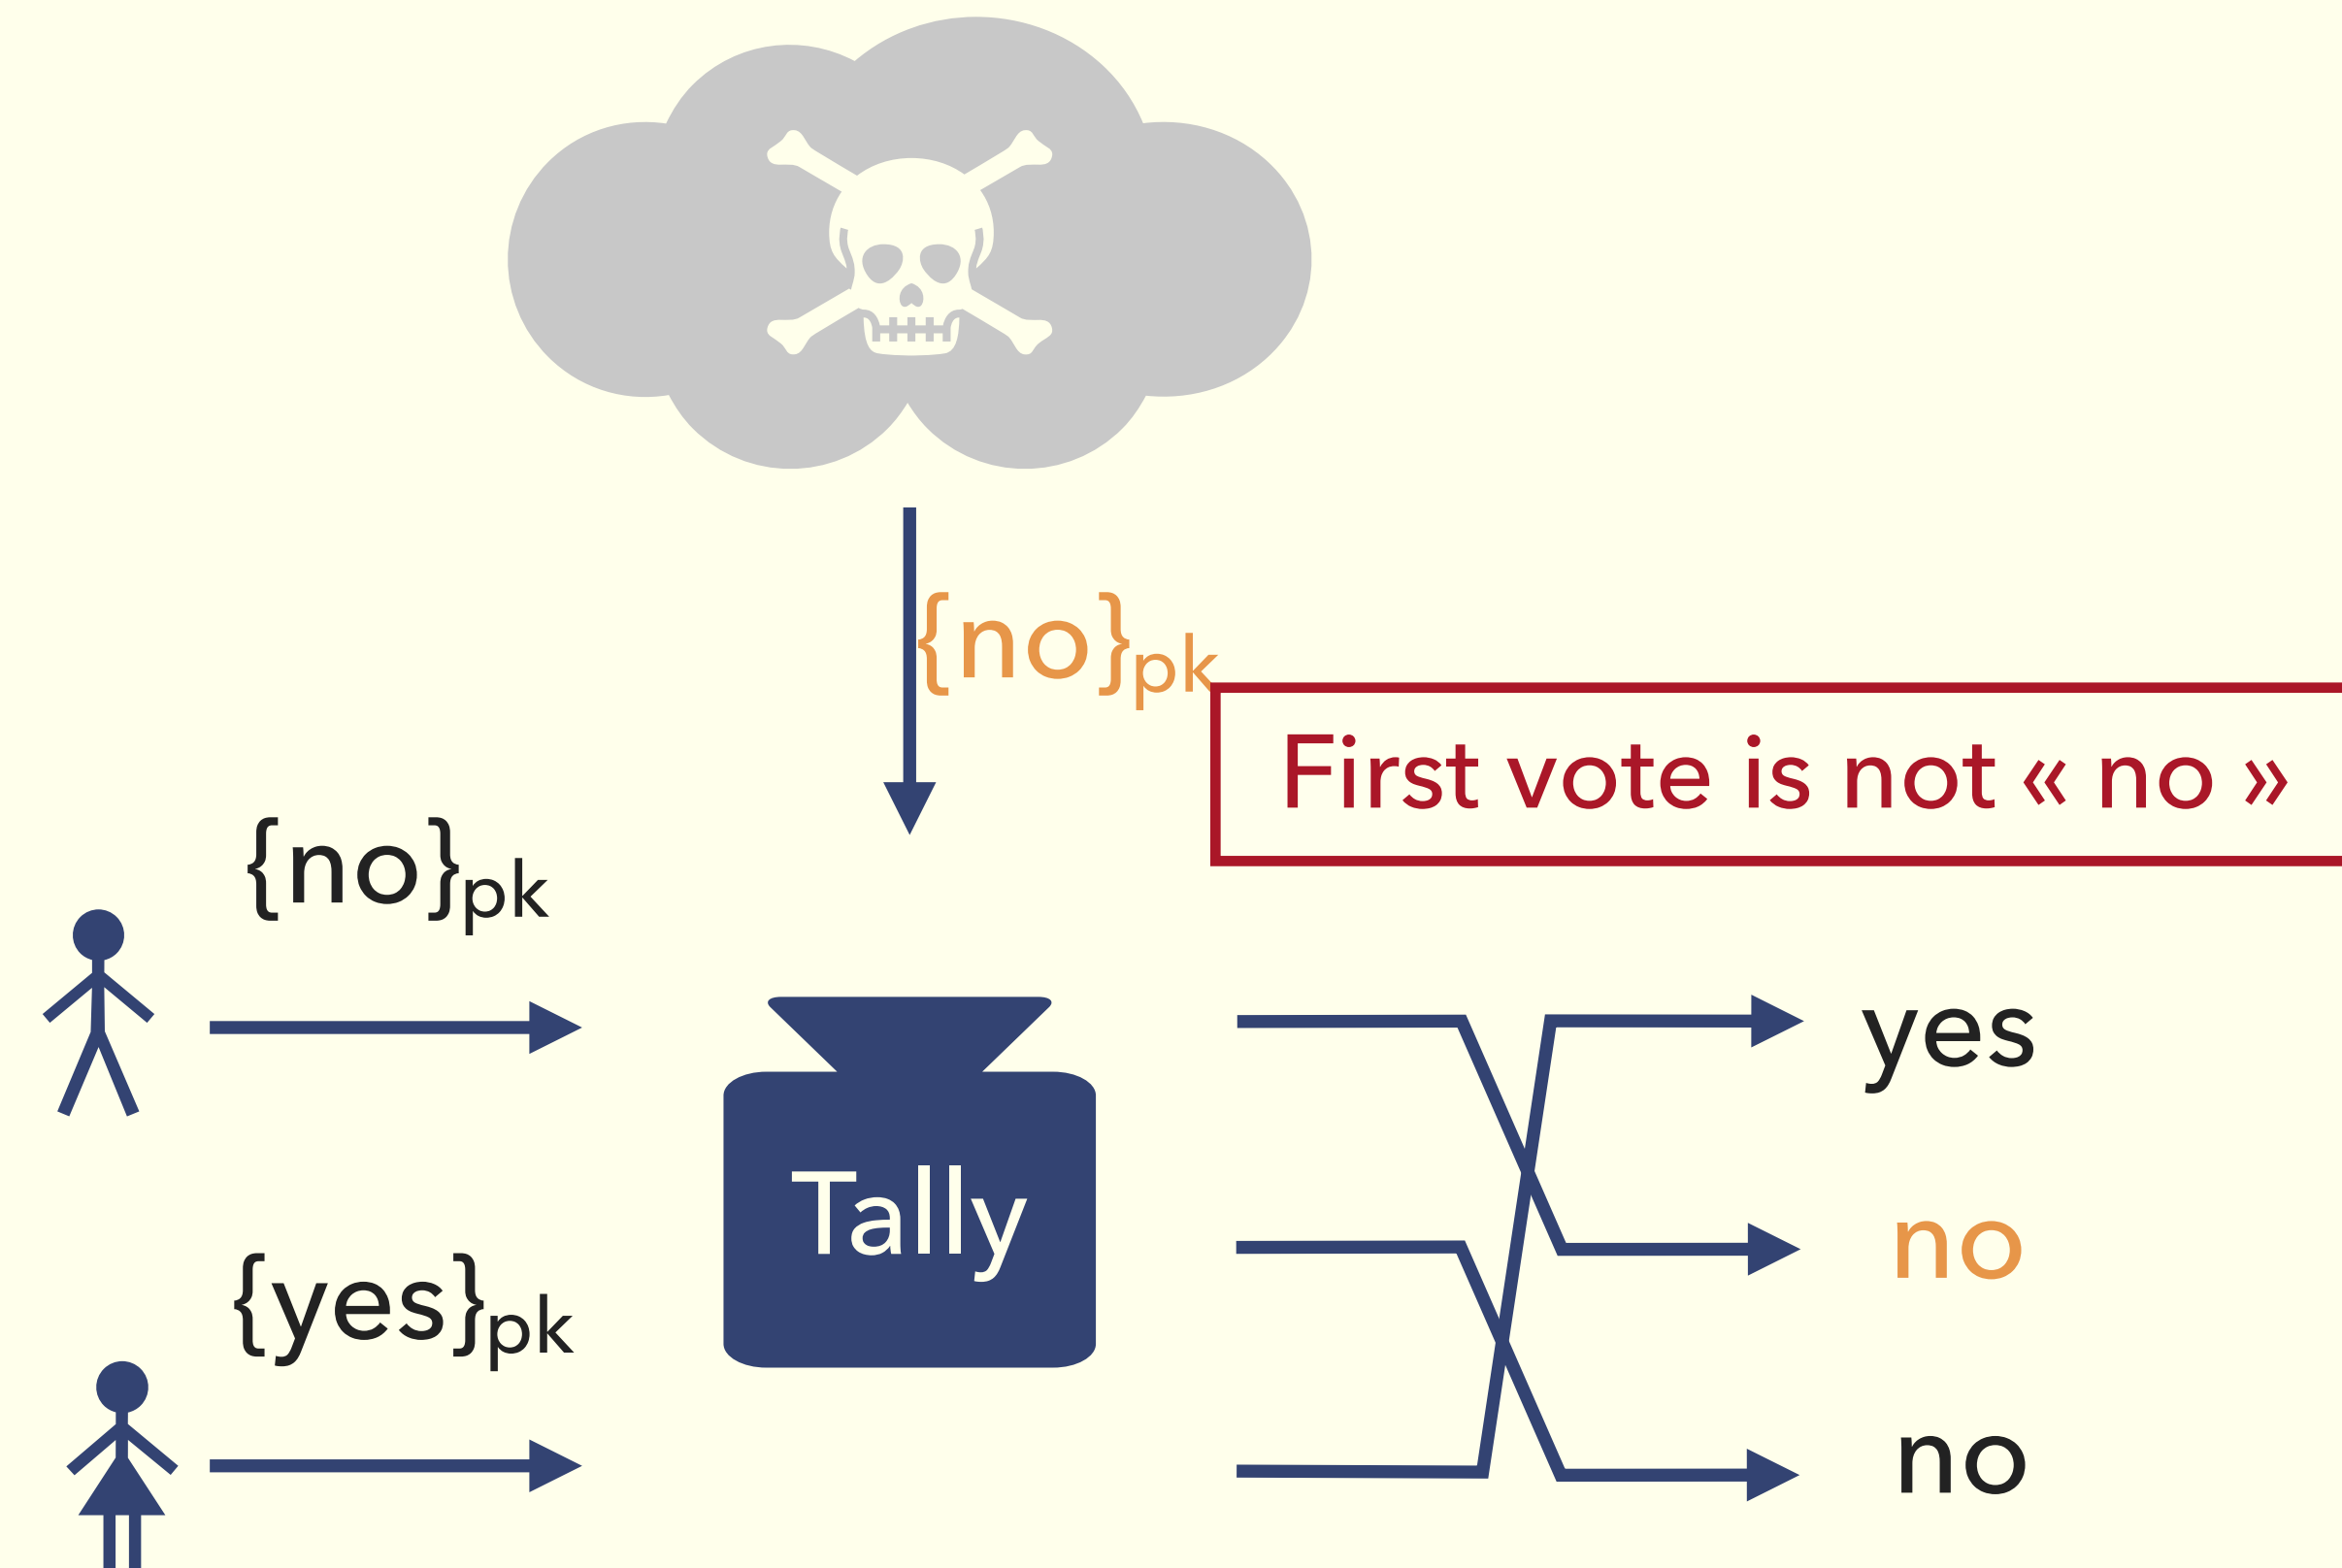 {no}pk
First vote is not « no »
{no}pk
yes
Tally
no
{yes}pk
no